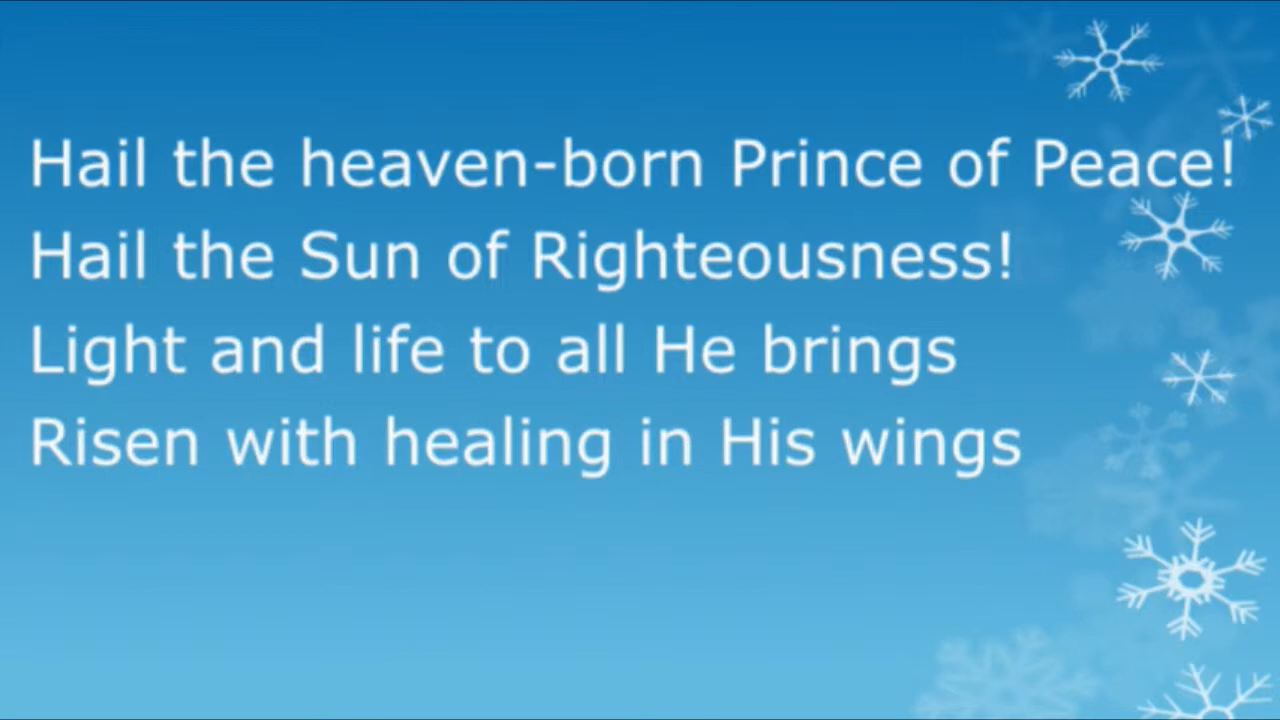 Hail the heaven-born Prince of Peace!
Hail the Sun of Righteousness!
Light and life to all He brings
Risen with healing in His wings